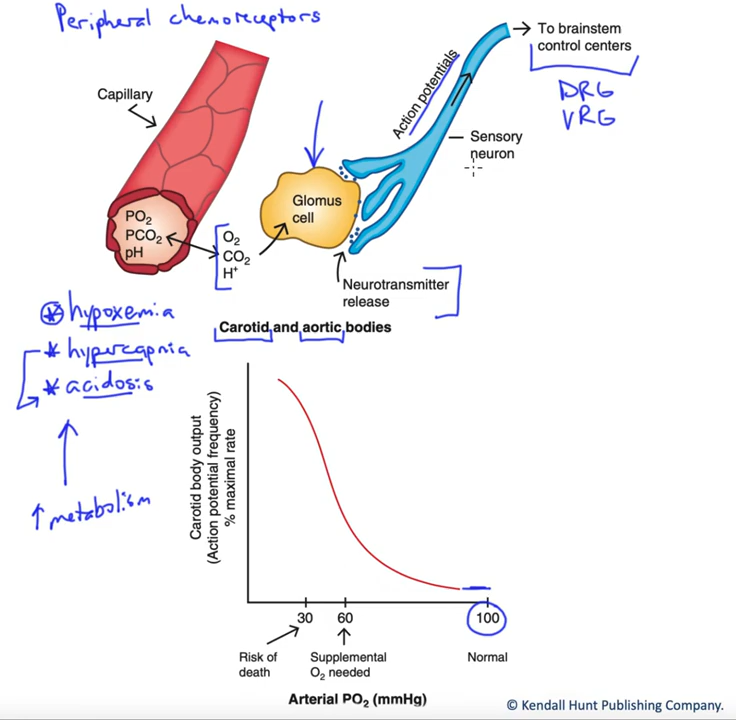 Peripheral chemoreceptors
To brainstem
control centers
DRG
VRG
Capillary
Action potentials
Sensory
neuron
Glomus
cell
PO₂
PCO₂
pH
O₂
CO₂
H⁺
Neurotransmitter
release
Carotid and aortic bodies
* hypoxemia
* hypercapnia
* acidosis
↑ metabolism
Carotid body output
(Action potential frequency)
% maximal rate
30 60 100
Risk of
death
Supplemental
O₂ needed
Normal
Arterial PO₂ (mmHg)
© Kendall Hunt Publishing Company.